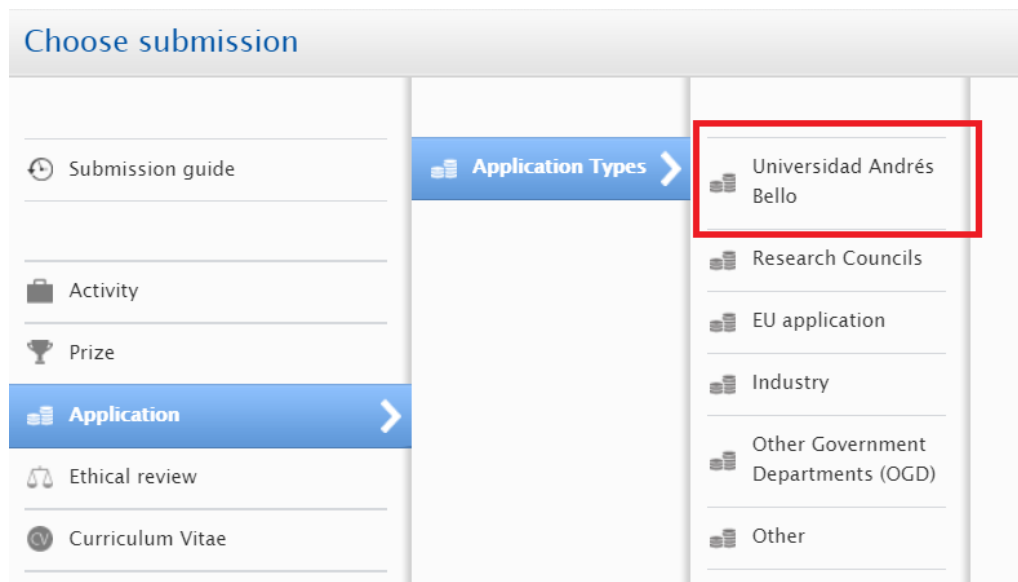 Choose submission
Submission guide
Activity
Prize
Application
Ethical review
CV
Curriculum Vitae
Application Types
Universidad Andrés
Bello
Research Councils
EU application
Industry
Other Government
Departments (OGD)
Other